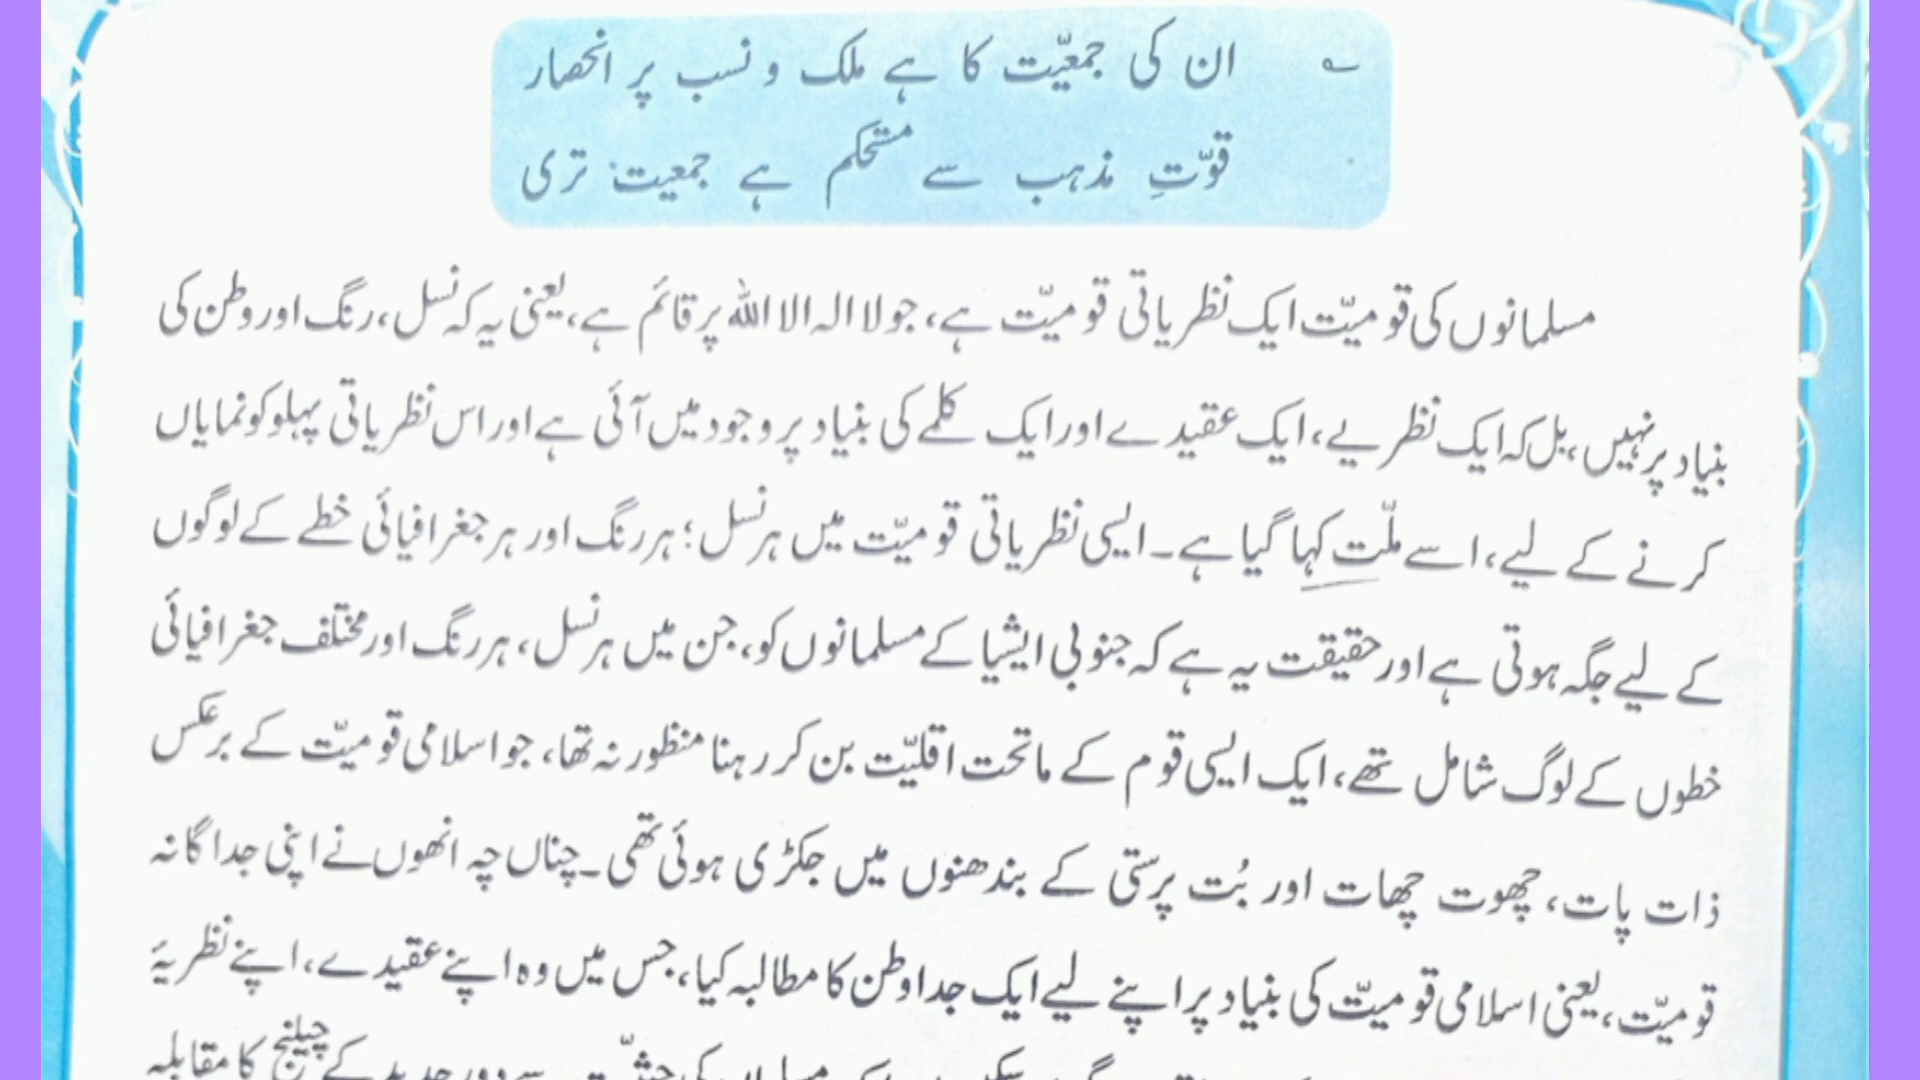 ؎ ان کی جمعیّت کا ہے ملک و نسب پر انحصار
قوّتِ مذہب سے مستحکم ہے جمعیت تری
مسلمانوں کی قومیّت ایک نظریاتی قومیّت ہے، جو لا الہ الا اللہ پر قائم ہے، یعنی یہ کہ نسل، رنگ اور وطن کی
بنیاد پر نہیں، بل کہ ایک نظریے، ایک عقیدے اور ایک کلمے کی بنیاد پر وجود میں آئی ہے اور اس نظریاتی پہلو کو نمایاں
کرنے کے لیے، اسے ملّت کہا گیا ہے۔ ایسی نظریاتی قومیّت میں ہر نسل؛ ہر رنگ اور ہر جغرافیائی خطے کے لوگوں
کے لیے جگہ ہوتی ہے اور حقیقت یہ ہے کہ جنوبی ایشیا کے مسلمانوں کو، جن میں ہر نسل، ہر رنگ اور مختلف جغرافیائی
خطوں کے لوگ شامل تھے، ایک ایسی قوم کے ماتحت اقلیّت بن کر رہنا منظور نہ تھا، جو اسلامی قومیّت کے برعکس
ذات پات، چھوت چھات اور بُت پرستی کے بندھنوں میں جکڑی ہوئی تھی۔ چناں چہ انھوں نے اپنی جداگانہ
قومیّت، یعنی اسلامی قومیّت کی بنیاد پر اپنے لیے ایک جدا وطن کا مطالبہ کیا، جس میں وہ اپنے عقیدے، اپنے نظریۂ
کے چیلنج کا مقابلہ